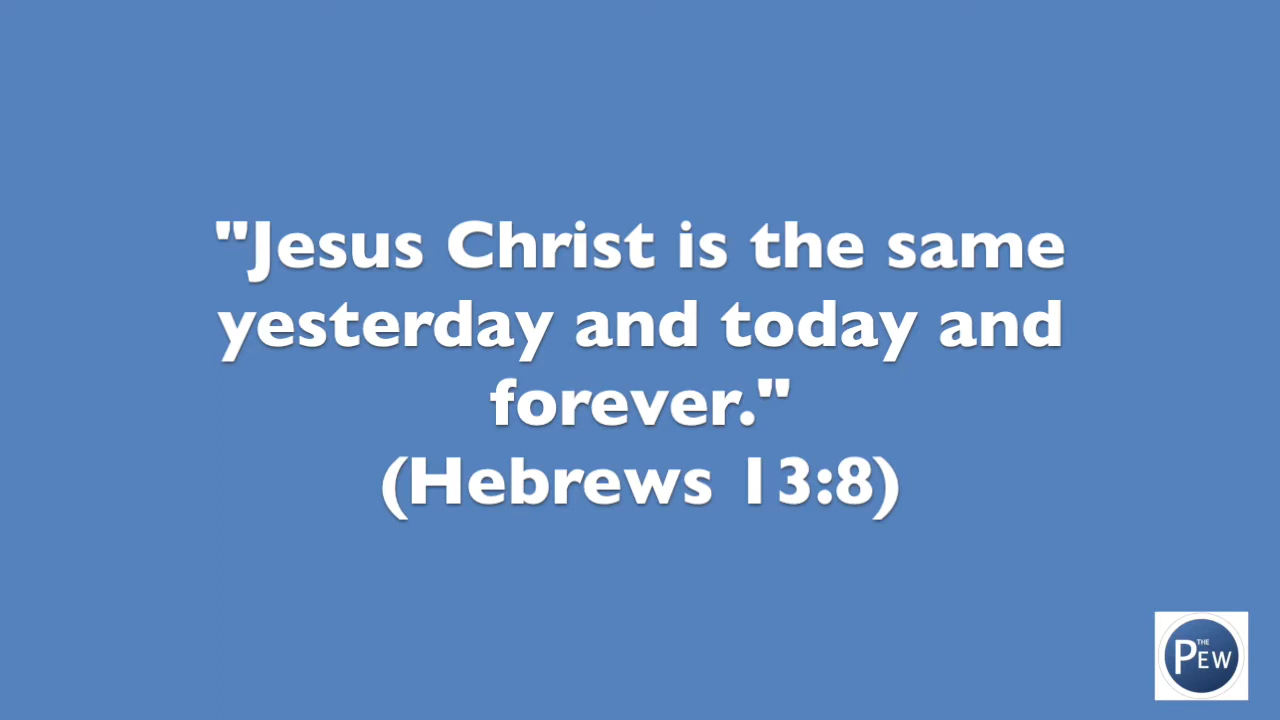 "Jesus Christ is the same
yesterday and today and
forever."
(Hebrews 13:8)
THE
PEW